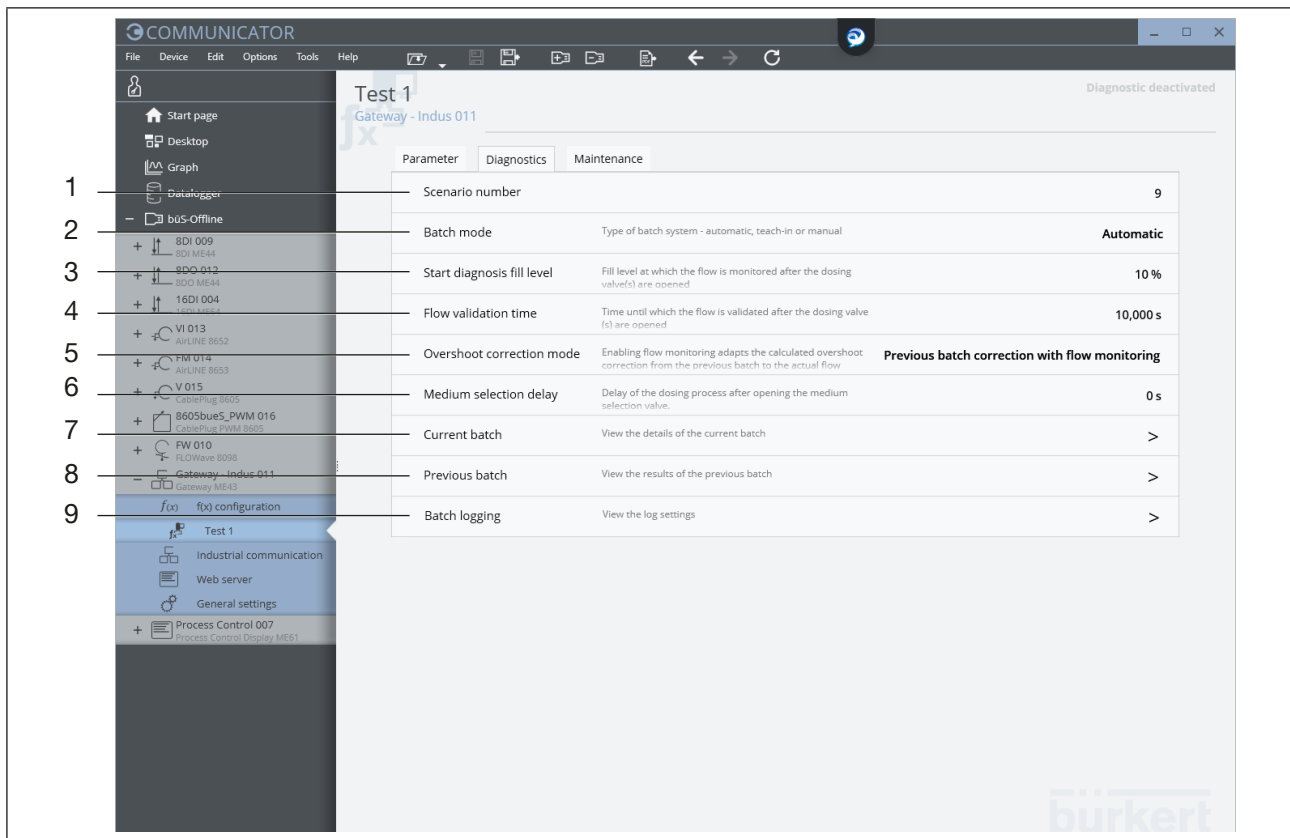 COMMUNICATOR
File Device Edit Options Tools Help
Start page
Desktop
Graph
Datalogger
büS-Offline
8DI 009
8DI ME44
8DO 012
8DO ME44
16DI 004
16DI ME64
VI 013
AirLINE 8652
FM 014
AirLINE 8653
V 015
CablePlug 8605
8605bueS_PWM 016
CablePlug PWM 8605
FW 010
FLOWave 8098
Gateway - Indus 011
Gateway ME43
f(x) f(x) configuration
Test 1
Industrial communication
Web server
General settings
Process Control 007
Process Control Display ME61
Test 1
Gateway - Indus 011
Diagnostic deactivated
Parameter Diagnostics Maintenance
1 Scenario number 9
2 Batch mode Type of batch system - automatic, teach-in or manual Automatic
3 Start diagnosis fill level Fill level at which the flow is monitored after the dosing
valve(s) are opened 10 %
4 Flow validation time Time until which the flow is validated after the dosing valve
(s) are opened 10,000 s
5 Overshoot correction mode Enabling flow monitoring adapts the calculated overshoot
correction from the previous batch to the actual flow Previous batch correction with flow monitoring
6 Medium selection delay Delay of the dosing process after opening the medium
selection valve. 0 s
7 Current batch View the details of the current batch >
8 Previous batch View the results of the previous batch >
9 Batch logging View the log settings >
bürkert